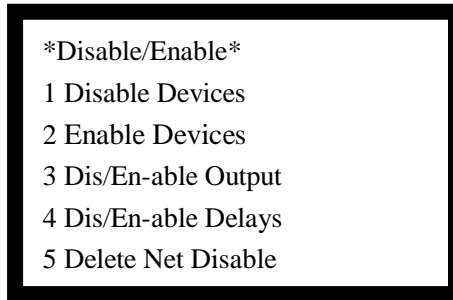 *Disable/Enable*
1 Disable Devices
2 Enable Devices
3 Dis/En-able Output
4 Dis/En-able Delays
5 Delete Net Disable